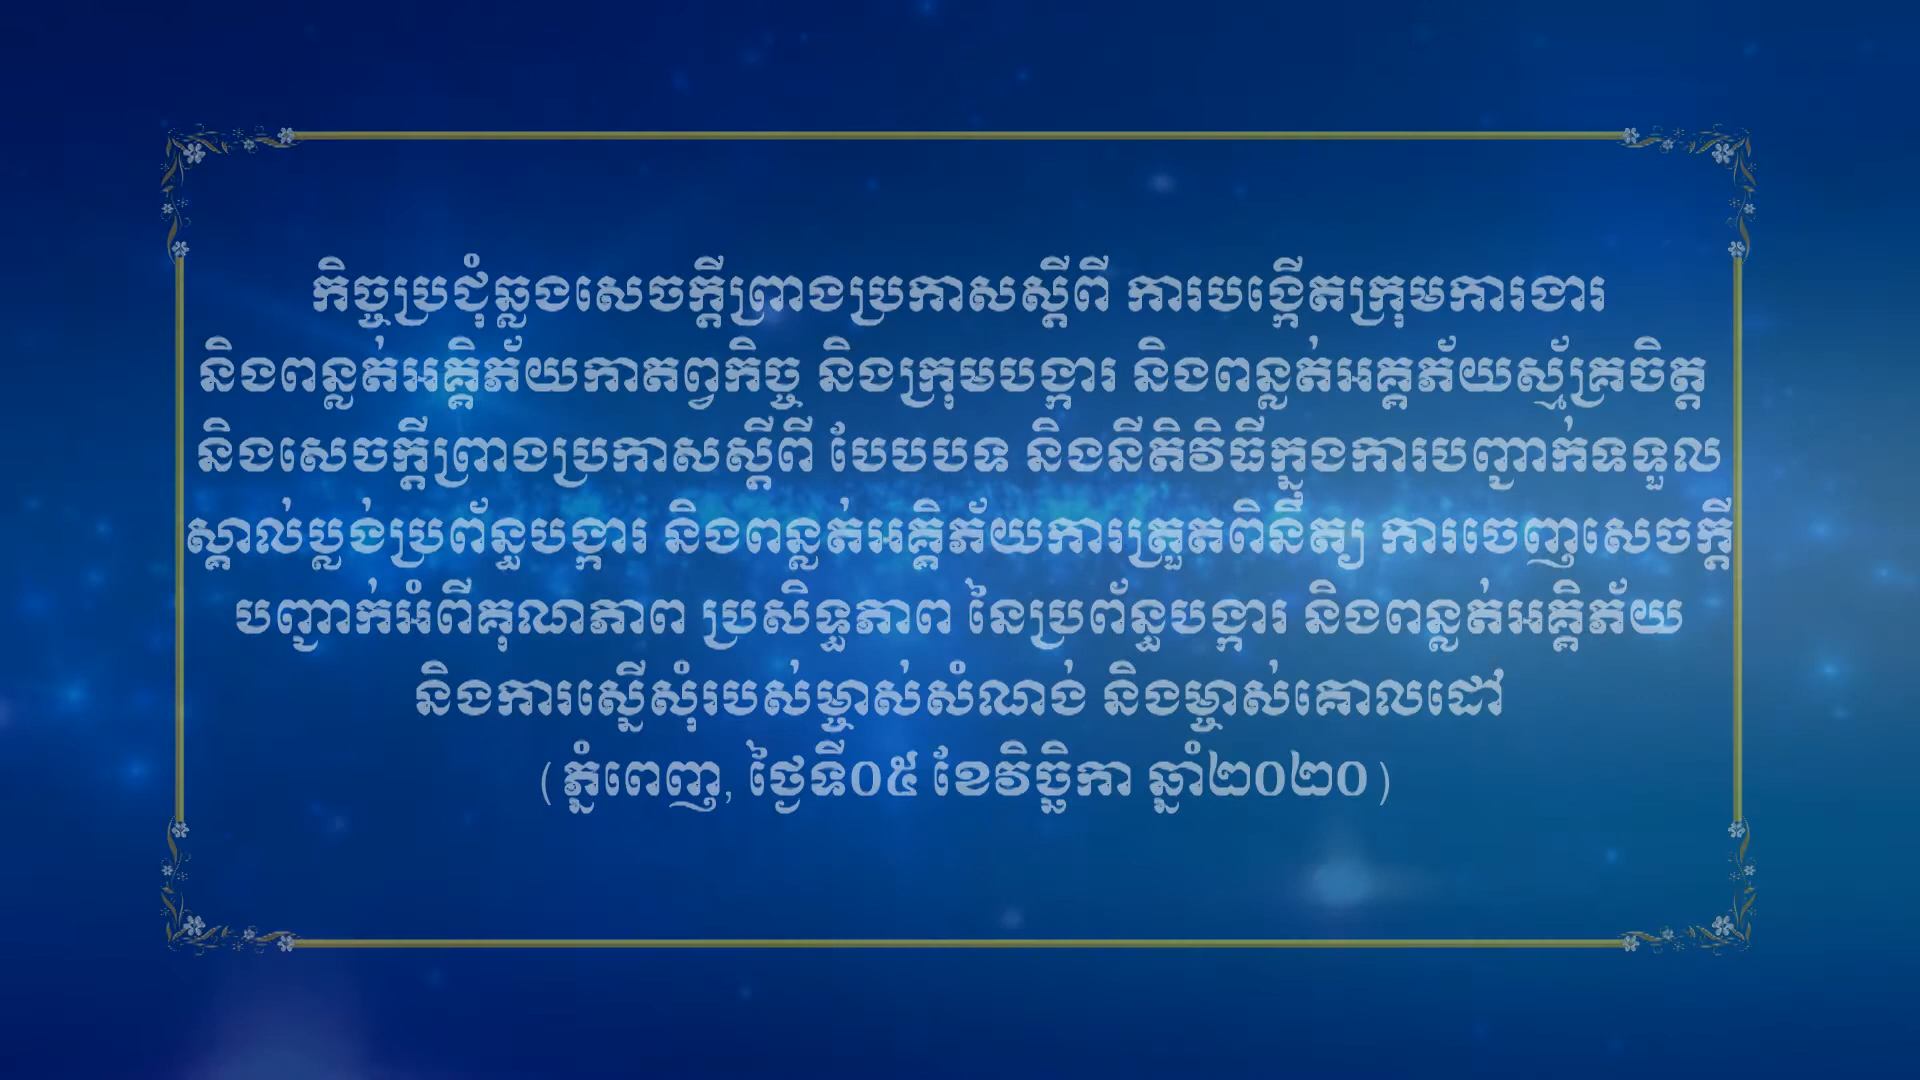 កិច្ចប្រជុំឆ្លងសេចក្តីព្រាងប្រកាសស្តីពី ការបង្កើតក្រុមការងារ
និងពន្លត់អគ្គិភ័យកាតព្វកិច្ច និងក្រុមបង្ការ និងពន្លត់អគ្គភ័យស្ម័គ្រចិត្ត
និងសេចក្តីព្រាងប្រកាសស្តីពី បែបបទ និងនីតិវិធីក្នុងការបញ្ជាក់ទទួល
ស្គាល់ប្លង់ប្រព័ន្ធបង្ការ និងពន្លត់អគ្គិភ័យការត្រួតពិនិត្យ ការចេញសេចក្តី
បញ្ជាក់អំពីគុណភាព ប្រសិទ្ធភាព នៃប្រព័ន្ធបង្ការ និងពន្លត់អគ្គិភ័យ
និងការស្នើសុំរបស់ម្ចាស់សំណង់ និងម្ចាស់គោលដៅ
(ភ្នំពេញ, ថ្ងៃទី០៥ ខែវិច្ឆិកា ឆ្នាំ២០២០)